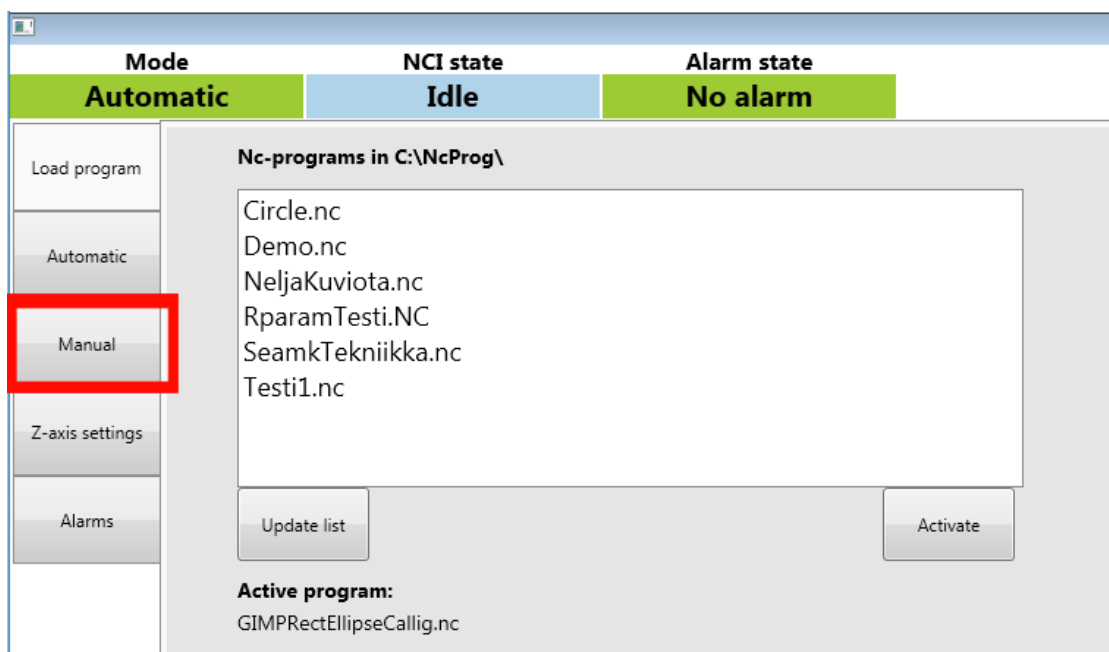 Mode NCI state Alarm state
Automatic Idle No alarm
Load program
Automatic
Manual
Z-axis settings
Alarms
Nc-programs in C:\NcProg\
Circle.nc
Demo.nc
NeljaKuviota.nc
RparamTesti.NC
SeamkTekniikka.nc
Testi1.nc
Update list Activate
Active program:
GIMPRectEllipseCallig.nc